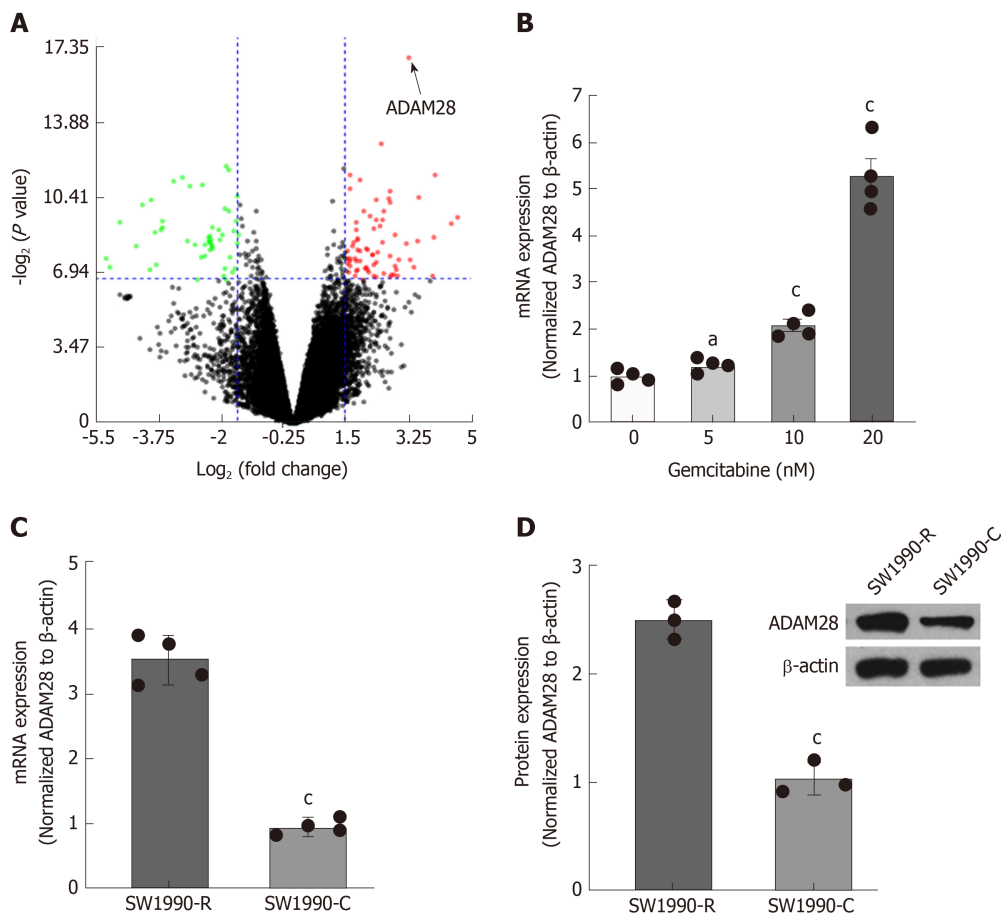 A
17.35
13.88
10.41
6.94
3.47
0
-log2 (P value)
ADAM28
-5.5 -3.75 -2 -0.25 1.5 3.25 5
Log2 (fold change)
B
mRNA expression
(Normalized ADAM28 to β-actin)
7
6
5
4
3
2
1
0
a
c
c
0 5 10 20
Gemcitabine (nM)
C
mRNA expression
(Normalized ADAM28 to β-actin)
5
4
3
2
1
0
c
SW1990-R SW1990-C
D
Protein expression
(Normalized ADAM28 to β-actin)
3
2
1
0
c
SW1990-R SW1990-C
SW1990-R SW1990-C
ADAM28
β-actin